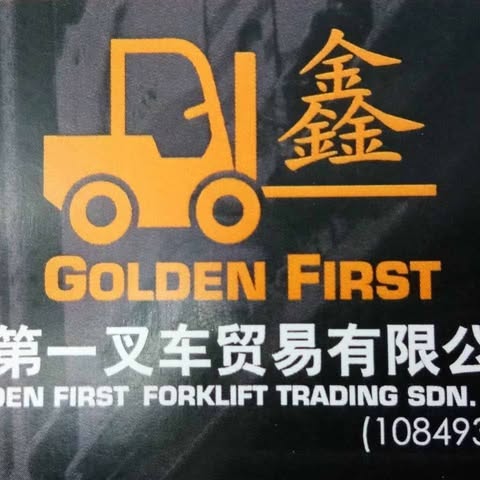 鑫
GOLDEN FIRST
第一叉车贸易有限公
DEN FIRST FORKLIFT TRADING SDN.
(108493